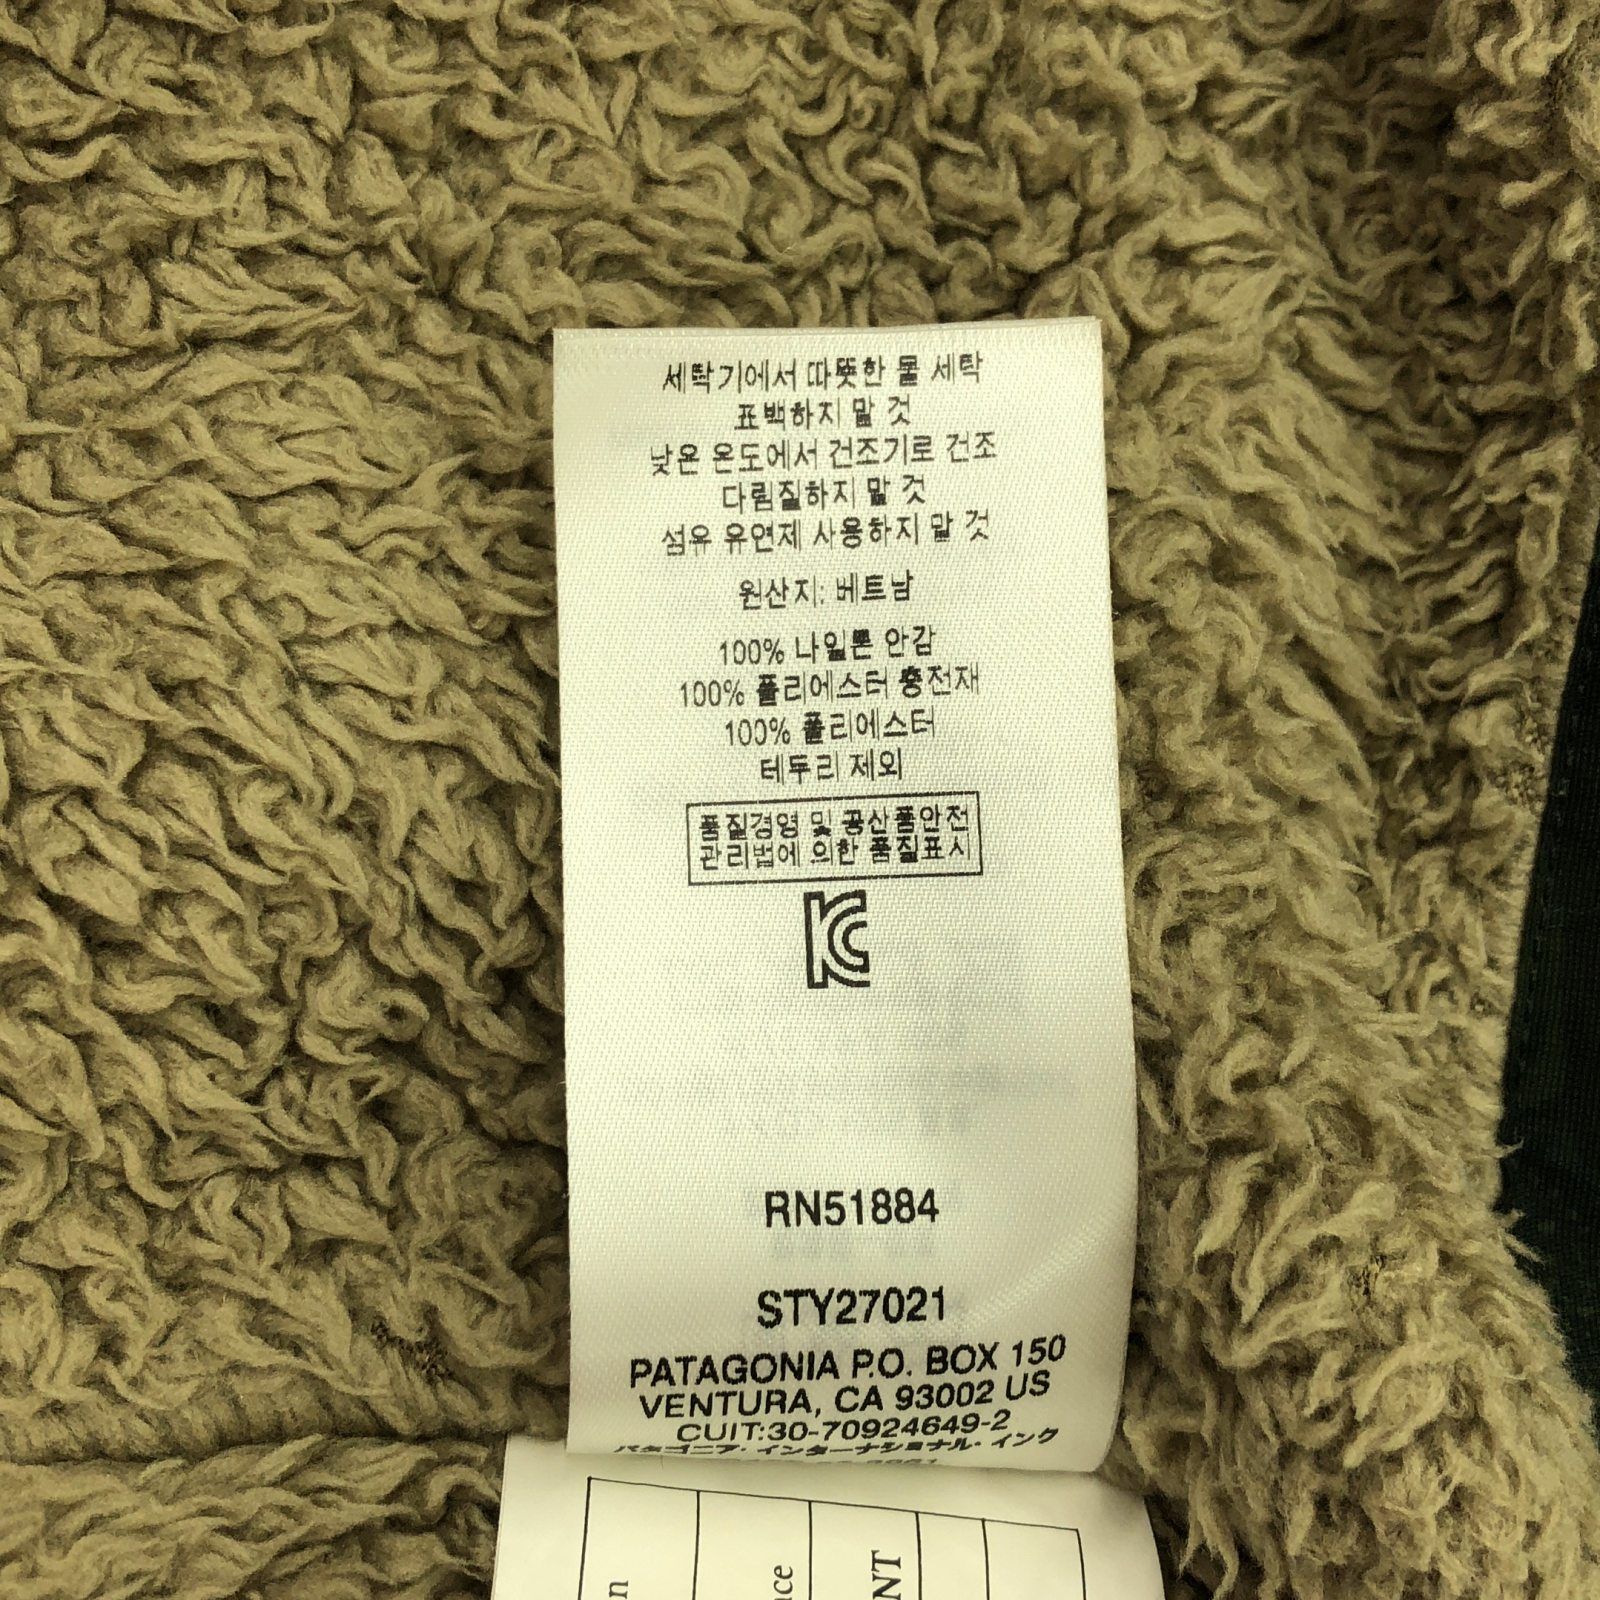 세탁기에서 따뜻한 물 세탁
표백하지 말 것
낮은 온도에서 건조기로 건조
다림질하지 말 것
섬유 유연제 사용하지 말 것
원산지: 베트남
100% 나일론 안감
100% 폴리에스터 충전재
100% 폴리에스터
테두리 제외
품질경영 및 공산품안전
관리법에 의한 품질표시
KC
RN51884
STY27021
PATAGONIA P.O. BOX 150
VENTURA, CA 93002 US
CUIT:30-70924649-2
パタゴニア・インターナショナル・インク